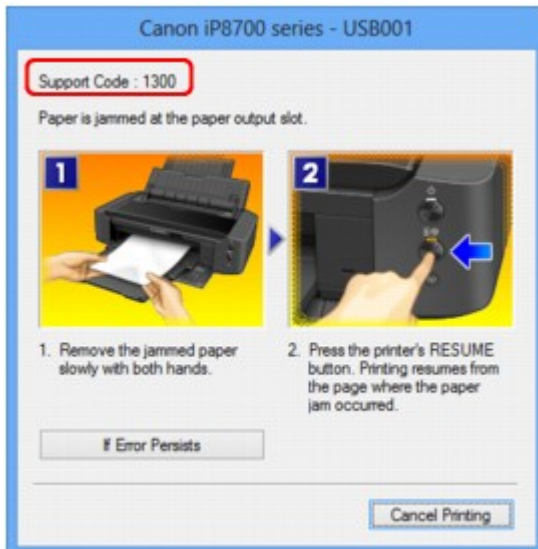 Canon iP8700 series - USB001
Support Code : 1300
Paper is jammed at the paper output slot.
1
2
1. Remove the jammed paper
slowly with both hands.
2. Press the printer's RESUME
button. Printing resumes from
the page where the paper
jam occurred.
If Error Persists
Cancel Printing